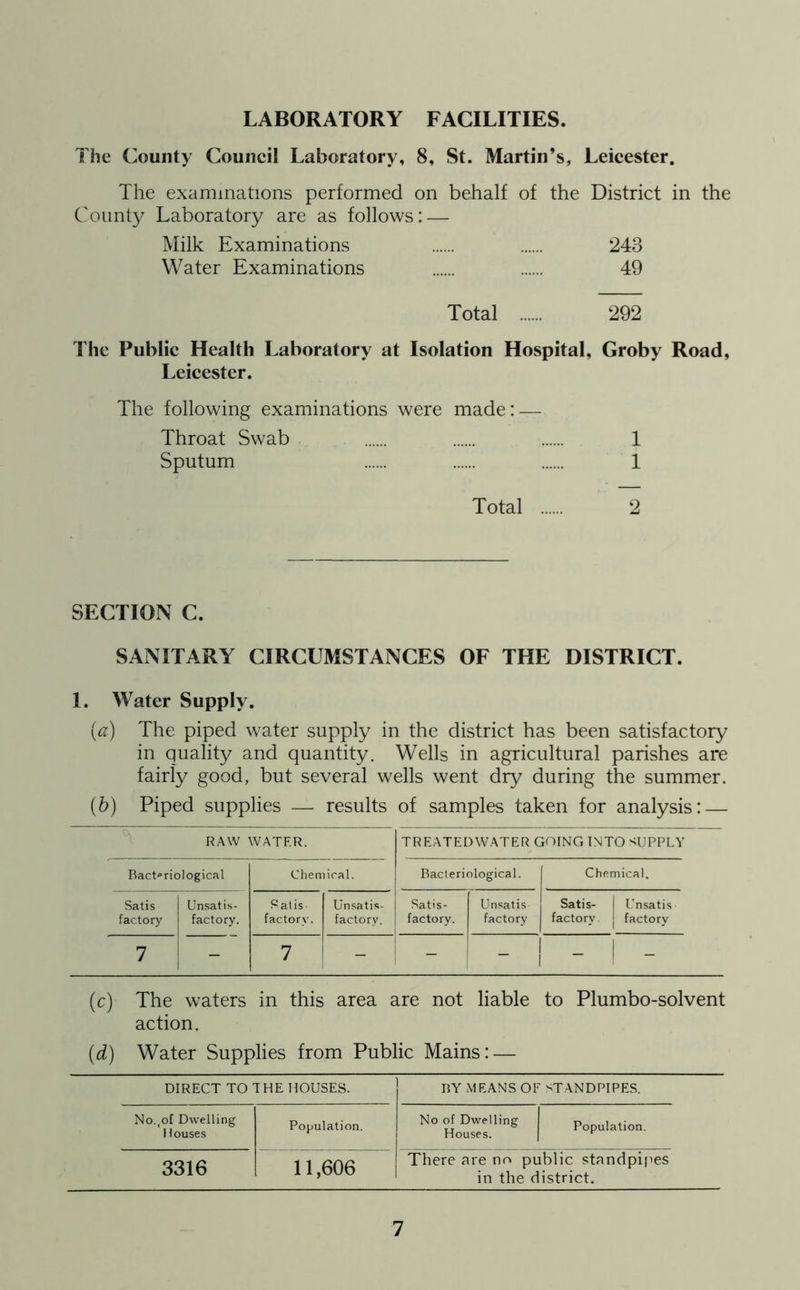 LABORATORY FACILITIES.
The County Council Laboratory, 8, St. Martin's, Leicester.
The examinations performed on behalf of the District in the
County Laboratory are as follows: —
Milk Examinations ...... ...... 243
Water Examinations ...... ...... 49
Total ...... 292
The Public Health Laboratory at Isolation Hospital, Groby Road,
Leicester.
The following examinations were made: —
Throat Swab ...... ...... ...... 1
Sputum ...... ...... ...... 1
Total ...... 2
SECTION C.
SANITARY CIRCUMSTANCES OF THE DISTRICT.
1. Water Supply.
(a) The piped water supply in the district has been satisfactory
in quality and quantity. Wells in agricultural parishes are
fairly good, but several wells went dry during the summer.
(b) Piped supplies — results of samples taken for analysis: —
RAW WATER. TREATED WATER GOING INTO SUPPLY
Bacteriological Chemical. Bacteriological. Chemical.
Satis Unsatis- Satis- Unsatis- Satis- Unsatis- Satis- Unsatis-
factory factory. factory. factory. factory. factory factory. factory
7 - 7 - - - - -
(c) The waters in this area are not liable to Plumbo-solvent
action.
(d) Water Supplies from Public Mains: —
DIRECT TO THE HOUSES. BY MEANS OF STANDPIPES.
No. of Dwelling Population. No of Dwelling Population.
Houses Houses.
3316 11,606 There are no public standpipes
in the district.
7